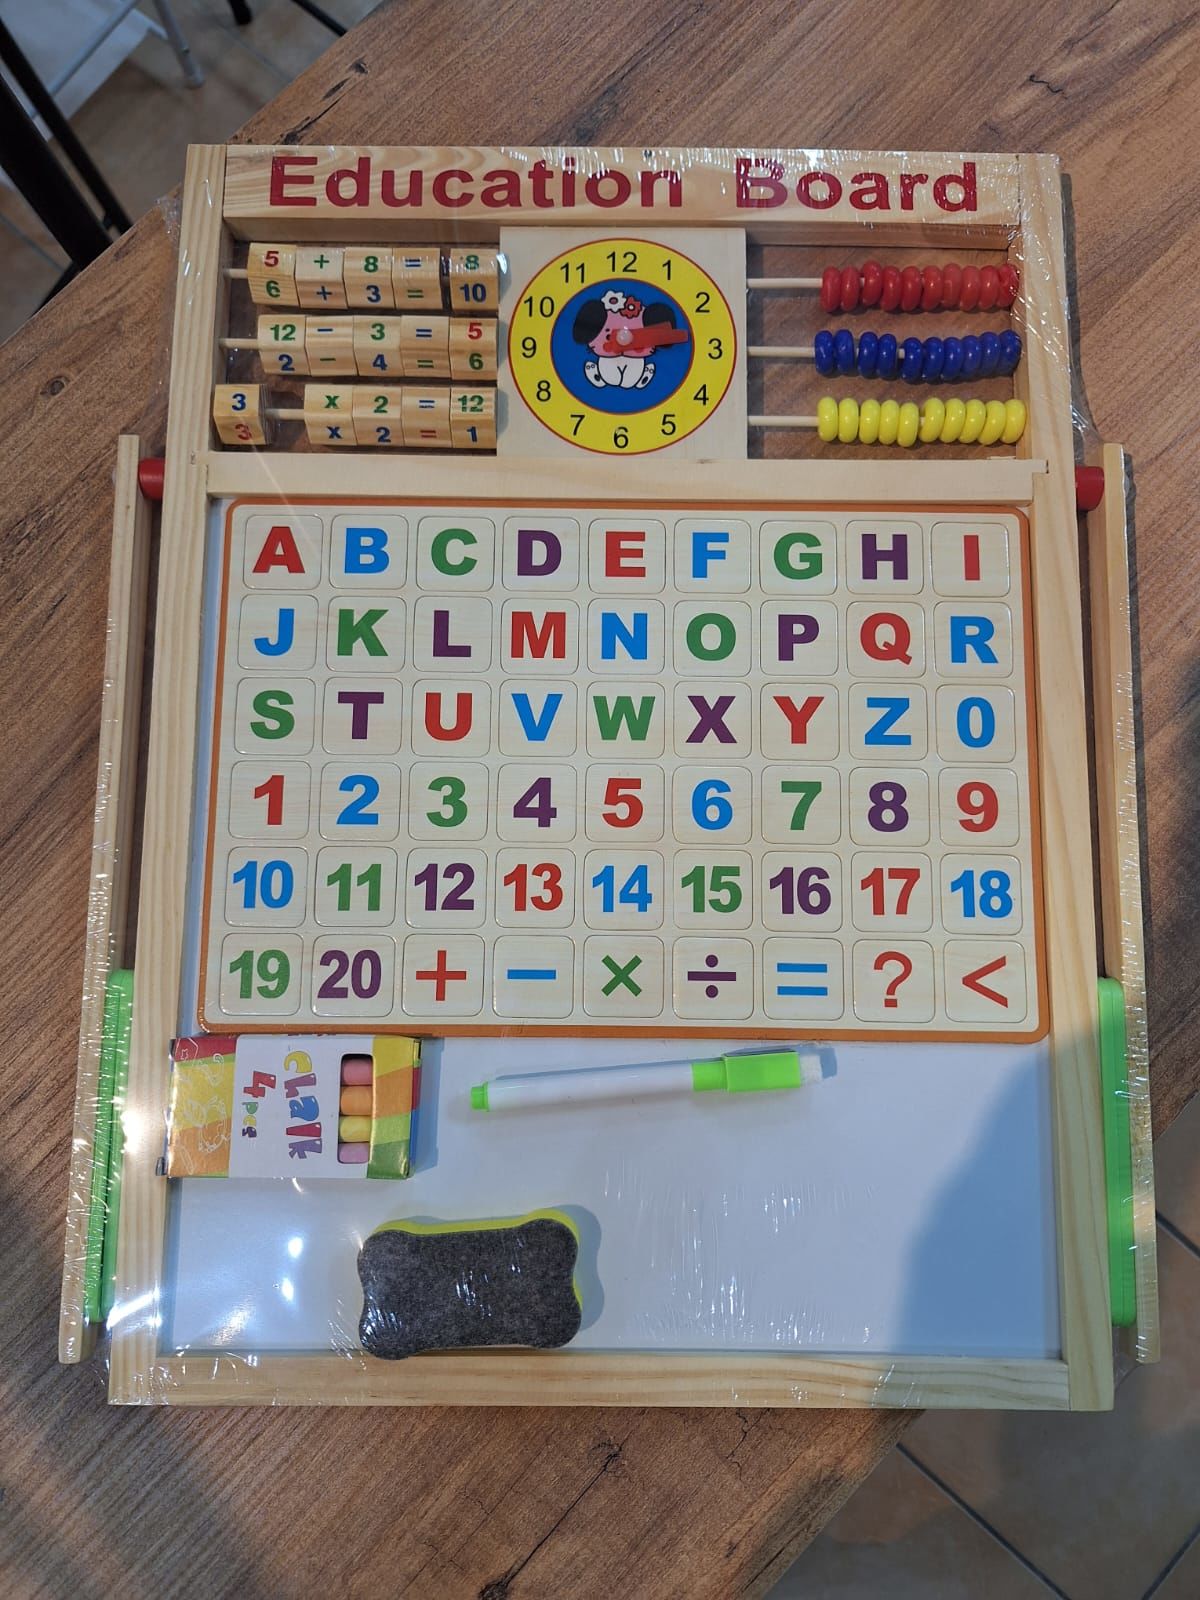 Education Board
5 + 8 = 8
6 + 3 = 10
12 − 3 = 5
2 − 4 = 6
3 x 2 = 12
3 x 2 = 1
12
1
2
3
4
5
6
7
8
9
10
11
A B C D E F G H I
J K L M N O P Q R
S T U V W X Y Z 0
1 2 3 4 5 6 7 8 9
10 11 12 13 14 15 16 17 18
19 20 + − × ÷ = ? <
chalk
4pcs